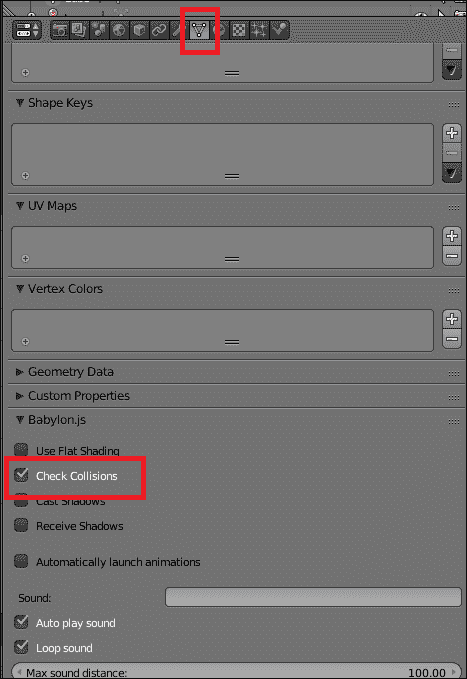 Shape Keys
UV Maps
Vertex Colors
Geometry Data
Custom Properties
Babylon.js
Use Flat Shading
Check Collisions
Cast Shadows
Receive Shadows
Automatically launch animations
Sound:
Auto play sound
Loop sound
Max sound distance: 100.00